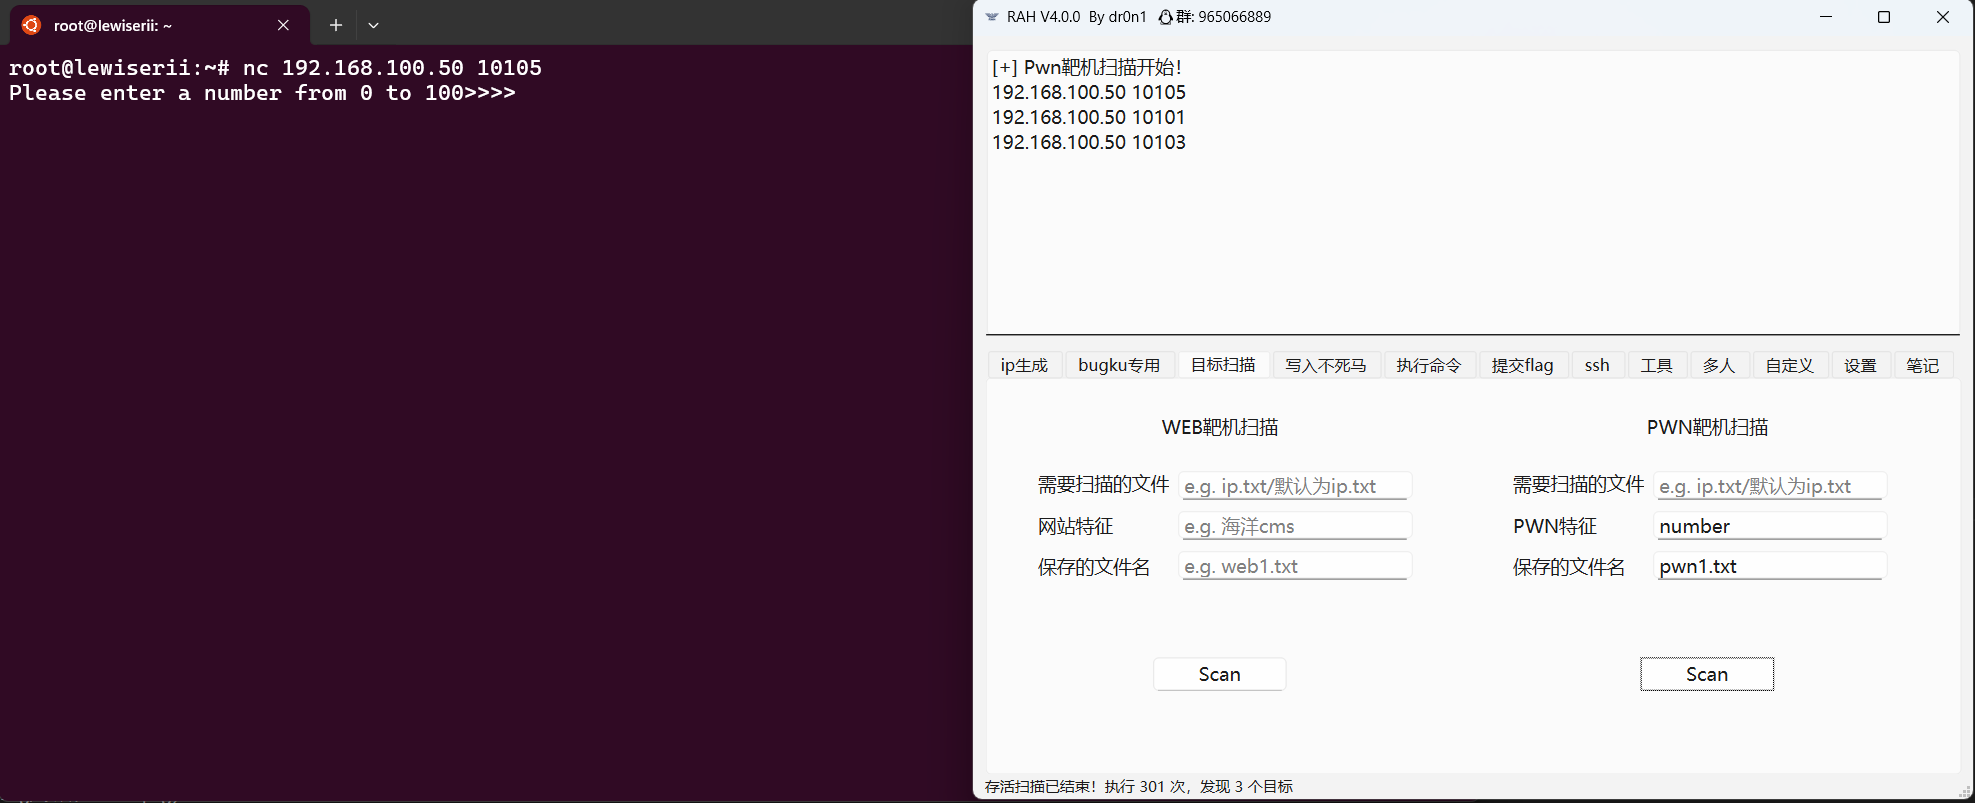 root@lewiserii: ~
root@lewiserii:~# nc 192.168.100.50 10105
Please enter a number from 0 to 100>>>>
RAH V4.0.0 By dr0n1 群: 965066889
[+] Pwn靶机扫描开始!
192.168.100.50 10105
192.168.100.50 10101
192.168.100.50 10103
ip生成 bugku专用 目标扫描 写入不死马 执行命令 提交flag ssh 工具 多人 自定义 设置 笔记
WEB靶机扫描 PWN靶机扫描
需要扫描的文件 e.g. ip.txt/默认为ip.txt 需要扫描的文件 e.g. ip.txt/默认为ip.txt
网站特征 e.g. 海洋cms PWN特征 number
保存的文件名 e.g. web1.txt 保存的文件名 pwn1.txt
Scan Scan
存活扫描已结束! 执行 301 次，发现 3 个目标